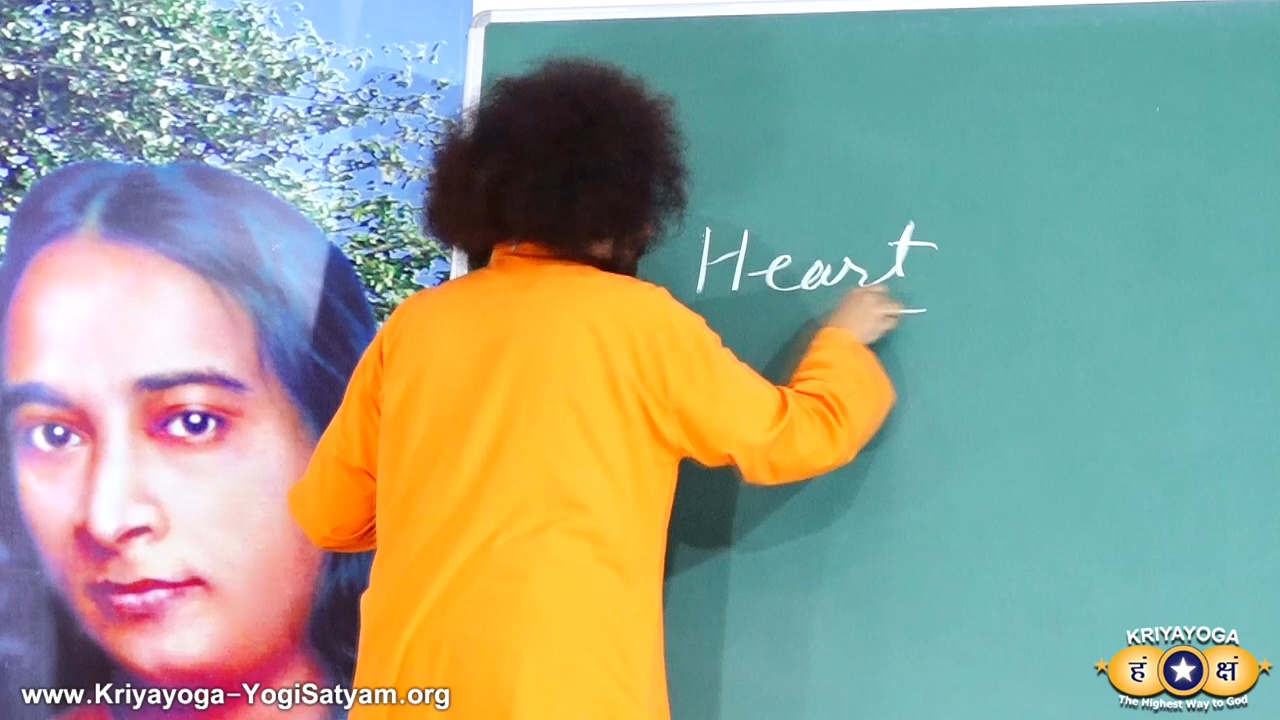 Heart
www.Kriyayoga-YogiSatyam.org
KRIYAYOGA
हं क्षं
The Highest Way to God